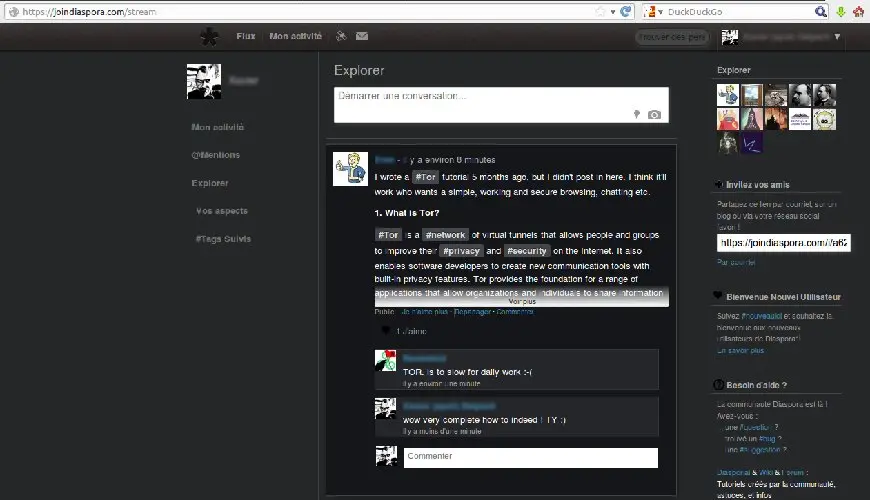 https://joindiaspora.com/stream
DuckDuckGo
Flux
Mon activité
Trouver des pers
Mon activité
@Mentions
Explorer
Vos aspects
#Tags Suivis
Explorer
Démarrer une conversation...
- il y a environ 8 minutes
I wrote a #Tor tutorial 5 months ago, but I didn't post in here. I think it'll
work who wants a simple, working and secure browsing, chatting etc.
1. What is Tor?
#Tor is a #network of virtual tunnels that allows people and groups
to improve their #privacy and #security on the Internet. It also
enables software developers to create new communication tools with
built-in privacy features. Tor provides the foundation for a range of
applications that allow organizations and individuals to share information
Voir plus
Public · Je n'aime plus · Repartager · Commenter
1 J'aime
TOR, is to slow for daily work :-(
il y a environ une minute
wow very complete how to indeed ! TY :)
il y a moins d'une minute
Commenter
Explorer
Invitez vos amis
Partagez ce lien par courriel, sur un
blog ou via votre réseau social
favori !
https://joindiaspora.com/i/a62
Par courriel
Bienvenue Nouvel Utilisateur
Suivez #nouveauici et souhaitez la
bienvenue aux nouveaux
utilisateurs de Diaspora* !
En savoir plus
Besoin d'aide ?
La communauté Diaspora est là !
Avez-vous :
... une #question ?
... trouvé un #bug ?
... une #suggestion ?
Diasporial & Wiki & Forum :
Tutoriels créés par la communauté,
astuces, et infos